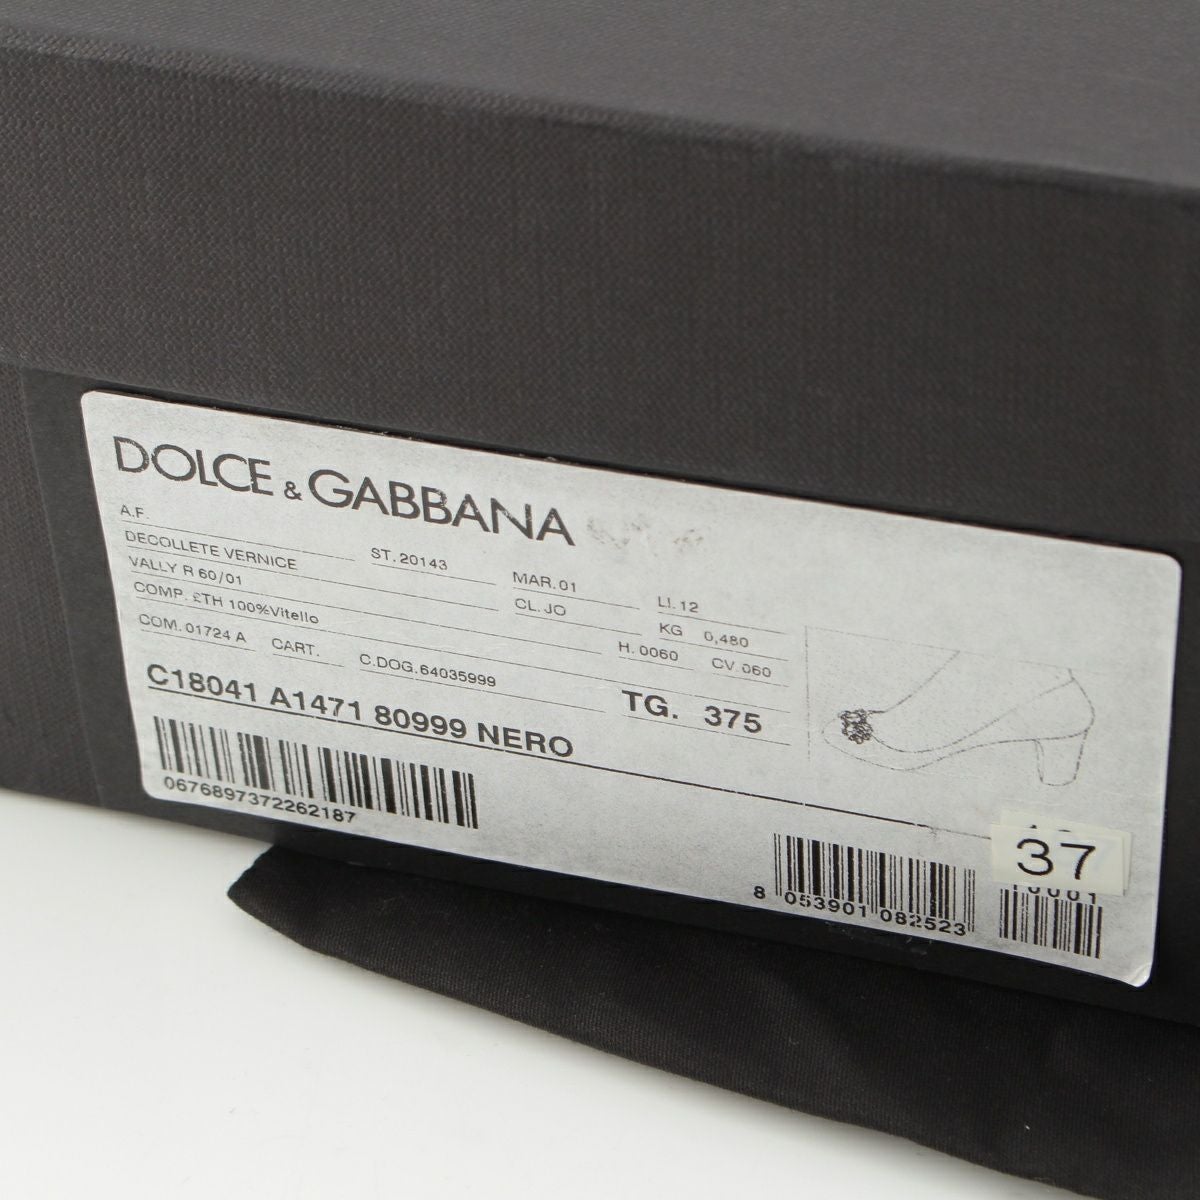 DOLCE & GABBANA
A.F.
DECOLLETE VERNICE ST. 20143 MAR. 01 LI. 12
VALLY R 60/01 CL. JO KG 0,480
COMP. £TH 100%Vitello H. 0060 CV. 060
COM. 01724 A CART. C.DOG. 64035999
C18041 A1471 80999 NERO TG. 375
0676897372262187
37
8 053901 082523
10001